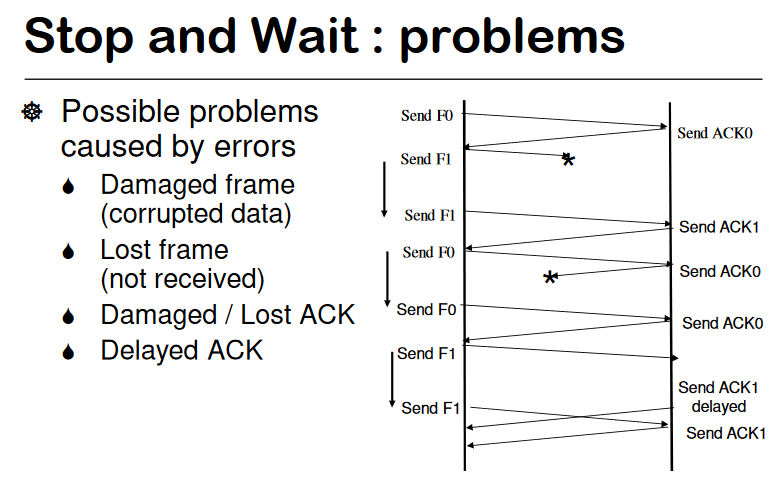 Stop and Wait : problems
Possible problems
caused by errors
Damaged frame
(corrupted data)
Lost frame
(not received)
Damaged / Lost ACK
Delayed ACK
Send F0
Send ACK0
Send F1
*
Send F1
Send ACK1
Send F0
Send ACK0
*
Send F0
Send ACK0
Send F1
Send ACK1
delayed
Send F1
Send ACK1